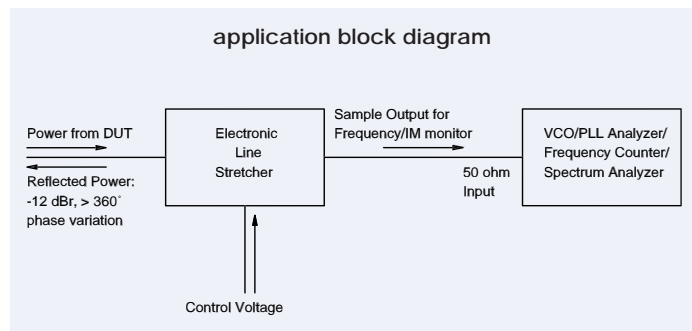 application block diagram
Power from DUT
Reflected Power:
-12 dBr, > 360°
phase variation
Electronic
Line
Stretcher
Control Voltage
Sample Output for
Frequency/IM monitor
50 ohm
Input
VCO/PLL Analyzer/
Frequency Counter/
Spectrum Analyzer